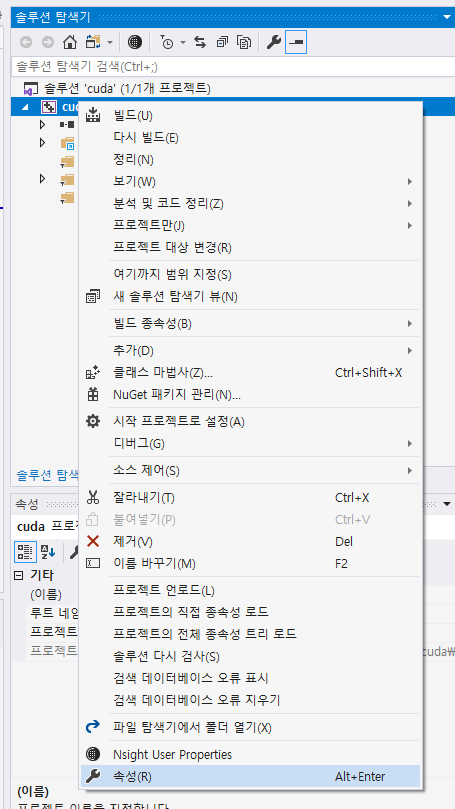 솔루션 탐색기
솔루션 탐색기 검색(Ctrl+;)
솔루션 'cuda' (1/1개 프로젝트)
빌드(U)
다시 빌드(E)
정리(N)
보기(W)
분석 및 코드 정리(Z)
프로젝트만(J)
프로젝트 대상 변경(R)
여기까지 범위 지정(S)
새 솔루션 탐색기 뷰(N)
빌드 종속성(B)
추가(D)
클래스 마법사(Z)... Ctrl+Shift+X
NuGet 패키지 관리(N)...
시작 프로젝트로 설정(A)
디버그(G)
솔루션 탐색
소스 제어(S)
속성
잘라내기(T) Ctrl+X
cuda 프로
붙여넣기(P) Ctrl+V
제거(V) Del
기타
이름 바꾸기(M) F2
(이름)
프로젝트 언로드(L)
루트 네임
프로젝트의 직접 종속성 로드
프로젝트
프로젝트의 전체 종속성 트리 로드
프로젝트
솔루션 다시 검사(S)
cuda₩
검색 데이터베이스 오류 표시
검색 데이터베이스 오류 지우기
파일 탐색기에서 폴더 열기(X)
Nsight User Properties
속성(R) Alt+Enter
(이름)
프로젝트 이름을 지정합니다.